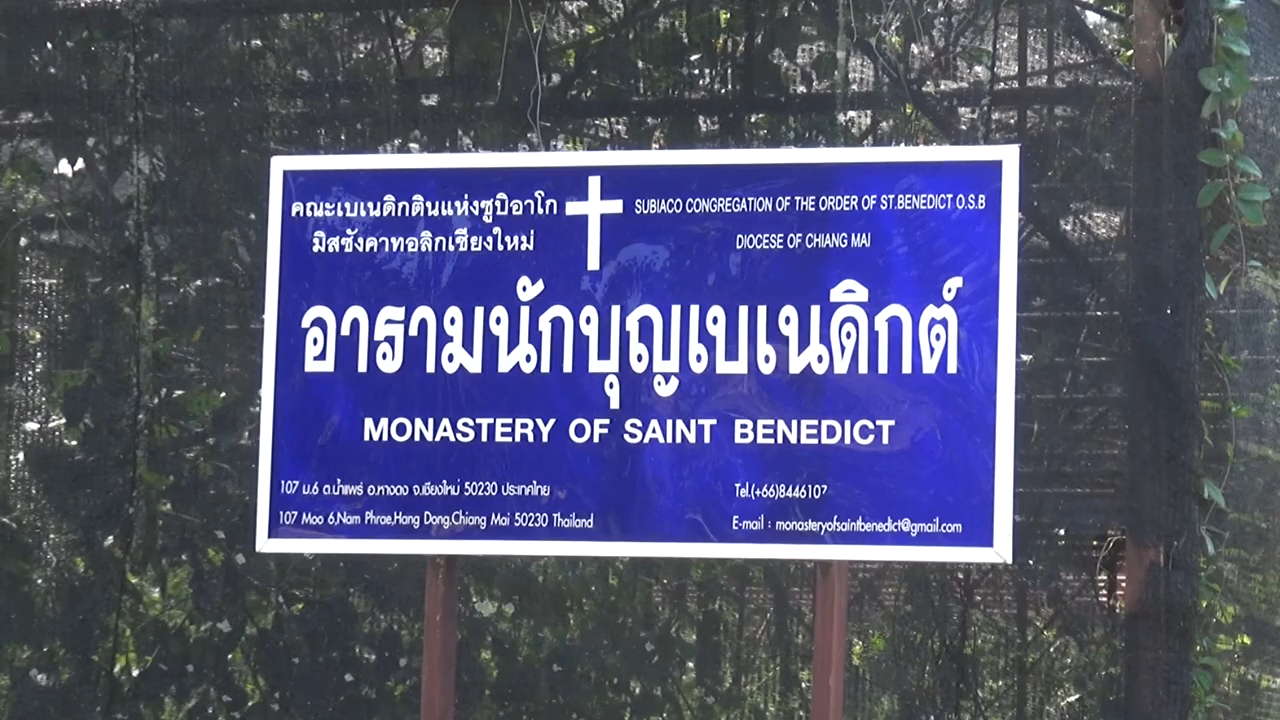 คณะเบเนดิกตินแห่งซูบิอาโก
มิสซังคาทอลิกเชียงใหม่
SUBIACO CONGREGATION OF THE ORDER OF ST.BENEDICT O.S.B
DIOCESE OF CHIANG MAI
อารามนักบุญเบเนดิกต์
MONASTERY OF SAINT BENEDICT
107 ม.6 ต.น้ำแพร่ อ.หางดง จ.เชียงใหม่ 50230 ประเทศไทย
107 Moo 6,Nam Phrae,Hang Dong,Chiang Mai 50230 Thailand
Tel.(+66)8446107
E-mail : monasteryofsaintbenedict@gmail.com